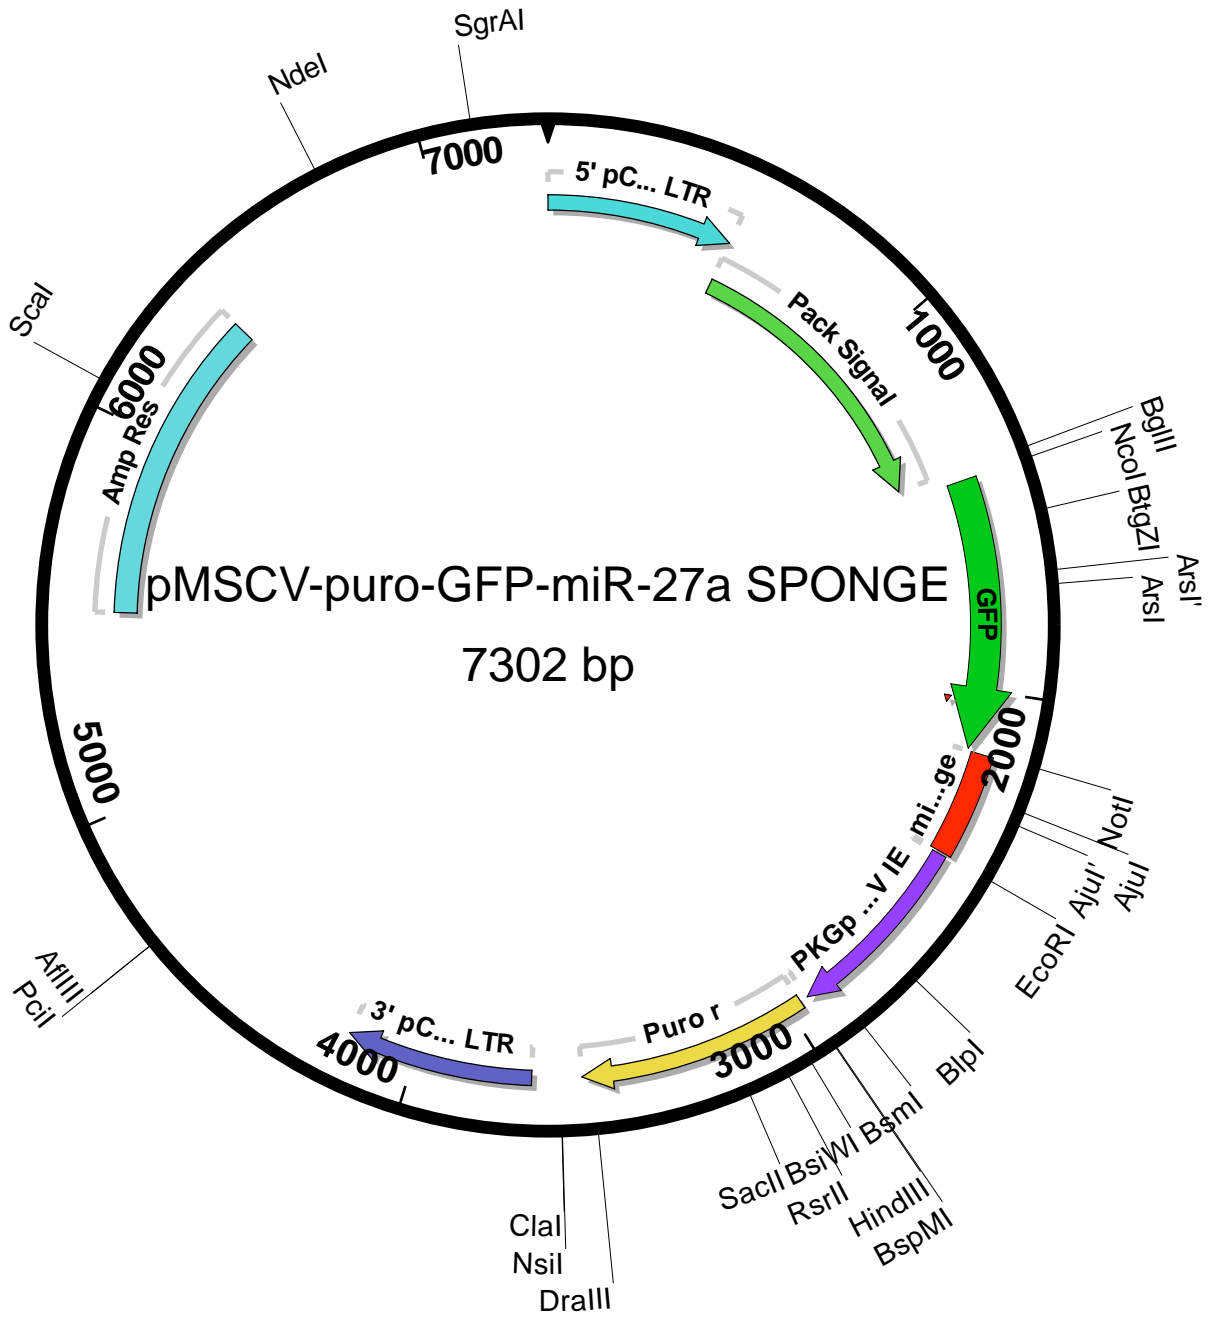 SgrAI
NdeI
7000
5' pC... LTR
ScaI
Pack Signal
1000
6000
Amp Res
BglII
NcoI
BtgZI
ArsI'
ArsI
GFP
pMSCV-puro-GFP-miR-27a SPONGE
7302 bp
2000
5000
mi...ge
NotI
AjuI
AjuI'
EcoRI
PKGp ...V IE
AflIII
PciI
3' pC... LTR
Puro r
4000
3000
BlpI
BsmI
BsiWI
SacII
RsrII
HindIII
BspMI
ClaI
NsiI
DraIII